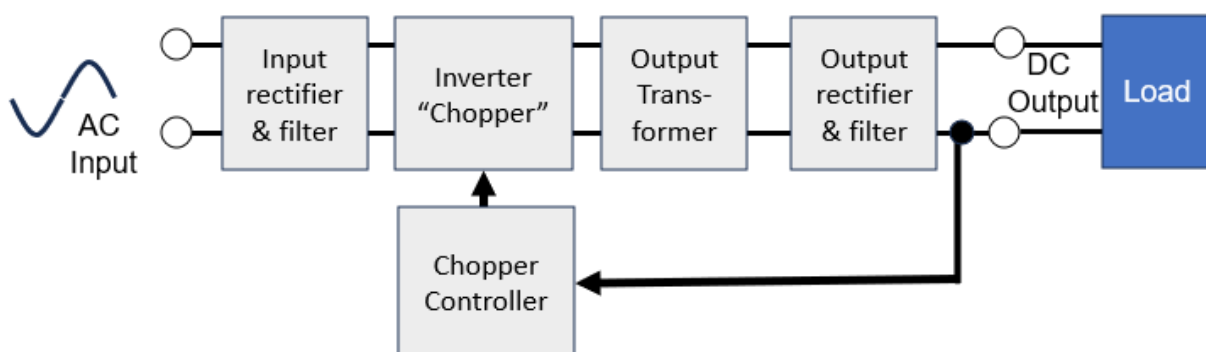 AC
Input
Input
rectifier
& filter
Inverter
“Chopper”
Output
Trans-
former
Output
rectifier
& filter
DC
Output
Load
Chopper
Controller